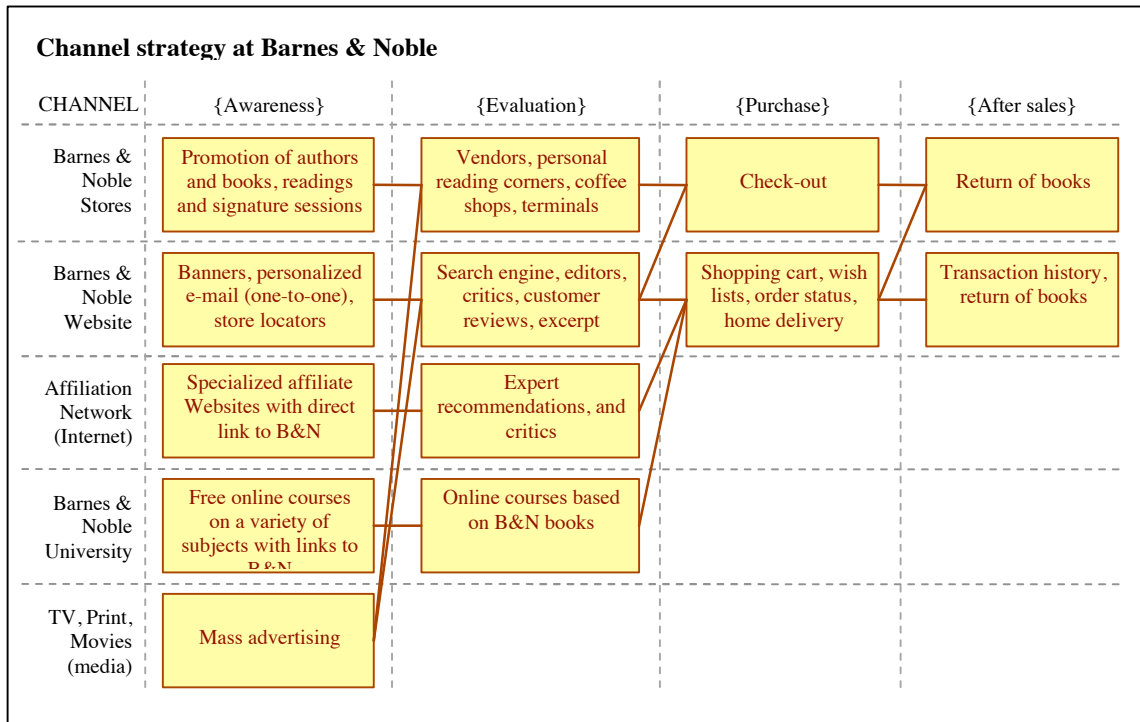 Channel strategy at Barnes & Noble
CHANNEL
{Awareness}
{Evaluation}
{Purchase}
{After sales}
Barnes &
Noble
Stores
Promotion of authors
and books, readings
and signature sessions
Vendors, personal
reading corners, coffee
shops, terminals
Check-out
Return of books
Barnes &
Noble
Website
Banners, personalized
e-mail (one-to-one),
store locators
Search engine, editors,
critics, customer
reviews, excerpt
Shopping cart, wish
lists, order status,
home delivery
Transaction history,
return of books
Affiliation
Network
(Internet)
Specialized affiliate
Websites with direct
link to B&N
Expert
recommendations, and
critics
Barnes &
Noble
University
Free online courses
on a variety of
subjects with links to
B&N
Online courses based
on B&N books
TV, Print,
Movies
(media)
Mass advertising